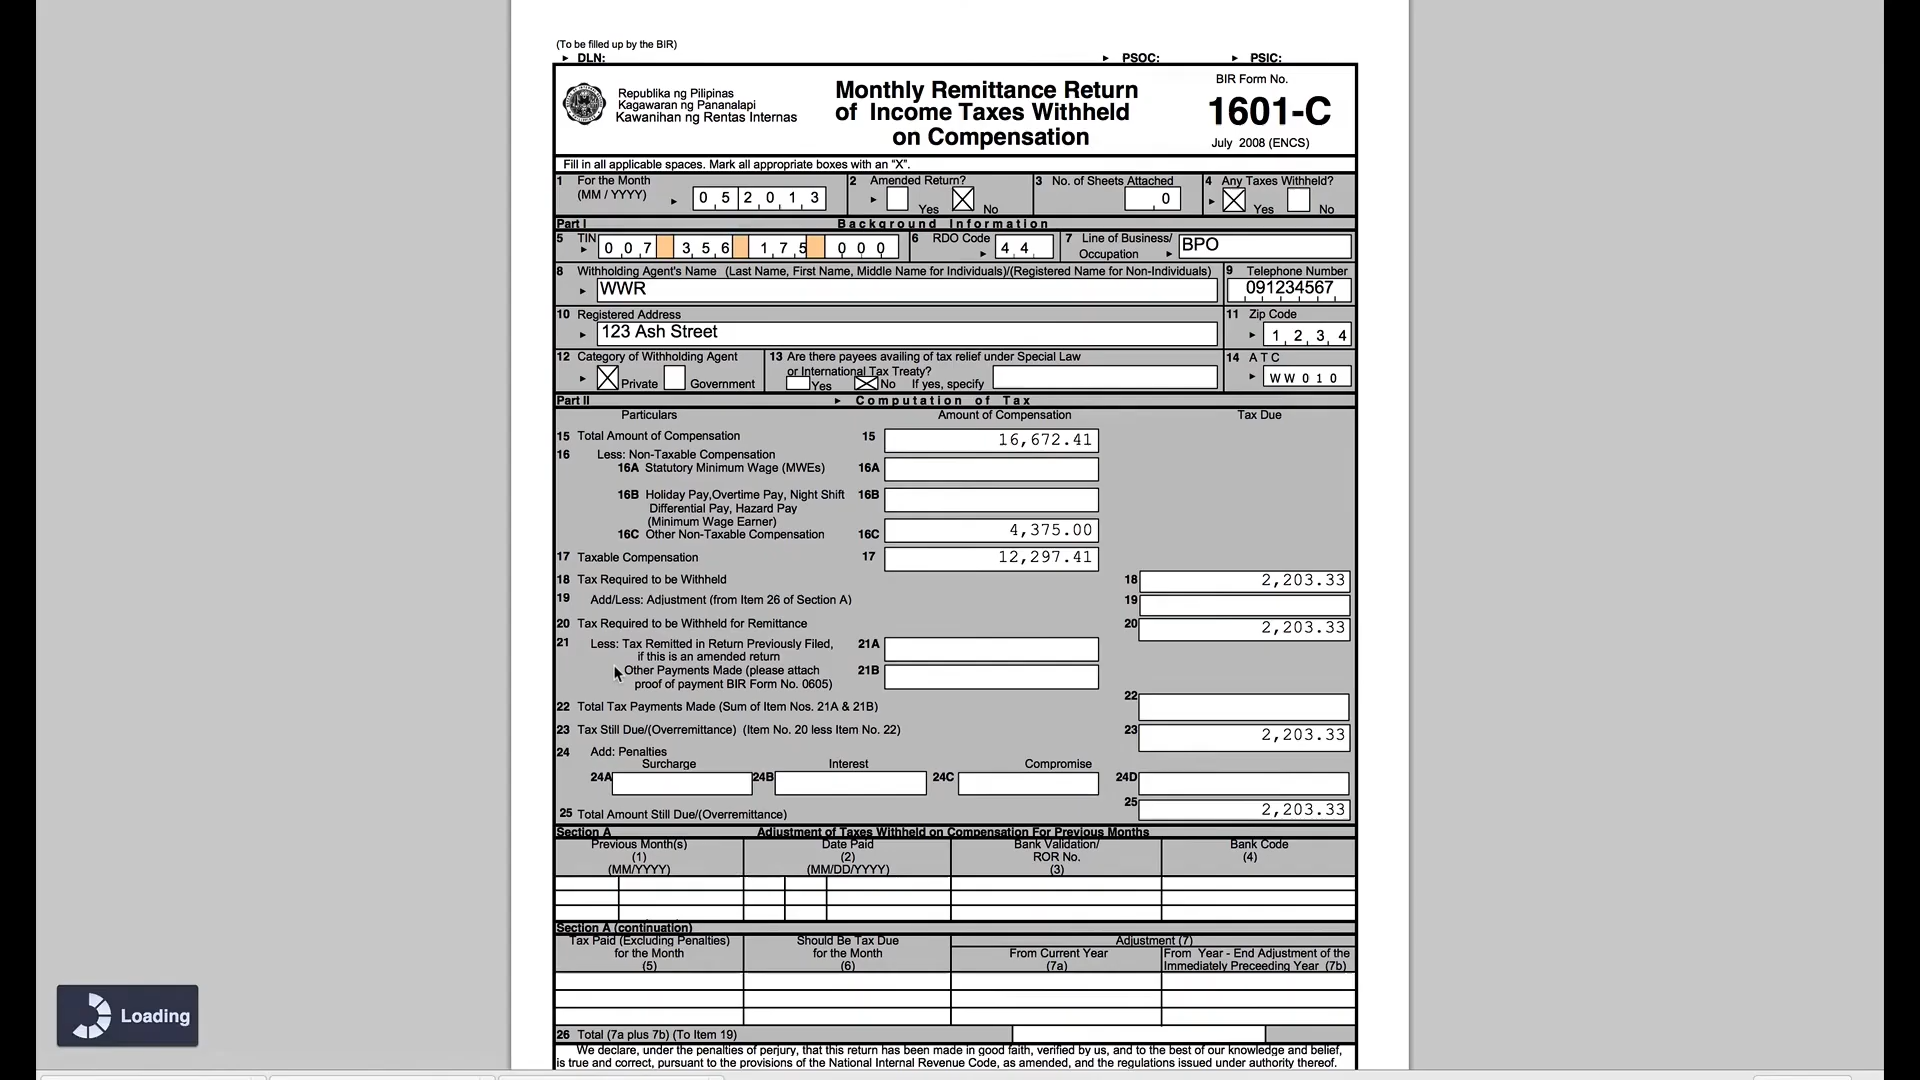 (To be filled up by the BIR)
► DLN: ► PSOC: ► PSIC:
Republika ng Pilipinas
Kagawaran ng Pananalapi
Kawanihan ng Rentas Internas
Monthly Remittance Return
of Income Taxes Withheld
on Compensation
BIR Form No.
1601-C
July 2008 (ENCS)
Fill in all applicable spaces. Mark all appropriate boxes with an "X".
1 For the Month
(MM / YYYY) ► 0 5 2 0 1 3
2 Amended Return?
► Yes X No
3 No. of Sheets Attached
0
4 Any Taxes Withheld?
► X Yes No
Part I Background Information
5 TIN ► 0 0 7 3 5 6 1 7 5 0 0 0
6 RDO Code ► 4 4
7 Line of Business/
Occupation ► BPO
8 Withholding Agent's Name (Last Name, First Name, Middle Name for Individuals)/(Registered Name for Non-Individuals)
► WWR
9 Telephone Number
091234567
10 Registered Address
► 123 Ash Street
11 Zip Code
► 1 2 3 4
12 Category of Withholding Agent
► X Private Government
13 Are there payees availing of tax relief under Special Law
or International Tax Treaty?
Yes X No If yes, specify
14 A T C
► W W 0 1 0
Part II ► Computation of Tax
Particulars Amount of Compensation Tax Due
15 Total Amount of Compensation 15 16,672.41
16 Less: Non-Taxable Compensation
16A Statutory Minimum Wage (MWEs) 16A
16B Holiday Pay,Overtime Pay, Night Shift 16B
Differential Pay, Hazard Pay
(Minimum Wage Earner)
16C Other Non-Taxable Compensation 16C 4,375.00
17 Taxable Compensation 17 12,297.41
18 Tax Required to be Withheld 18 2,203.33
19 Add/Less: Adjustment (from Item 26 of Section A) 19
20 Tax Required to be Withheld for Remittance 20 2,203.33
21 Less: Tax Remitted in Return Previously Filed, 21A
if this is an amended return
Other Payments Made (please attach 21B
proof of payment BIR Form No. 0605)
22 Total Tax Payments Made (Sum of Item Nos. 21A & 21B) 22
23 Tax Still Due/(Overremittance) (Item No. 20 less Item No. 22) 23 2,203.33
24 Add: Penalties
Surcharge Interest Compromise
24A 24B 24C 24D
25 Total Amount Still Due/(Overremittance) 25 2,203.33
Section A Adjustment of Taxes Withheld on Compensation For Previous Months
Previous Month(s) Date Paid Bank Validation/ Bank Code
(1) (2) ROR No. (4)
(MM/YYYY) (MM/DD/YYYY) (3)
Section A (continuation)
Tax Paid (Excluding Penalties) Should Be Tax Due Adjustment (7)
for the Month for the Month From Current Year From Year - End Adjustment of the
(5) (6) (7a) Immediately Preceeding Year (7b)
26 Total (7a plus 7b) (To Item 19)
We declare, under the penalties of perjury, that this return has been made in good faith, verified by us, and to the best of our knowledge and belief,
is true and correct, pursuant to the provisions of the National Internal Revenue Code, as amended, and the regulations issued under authority thereof.
Loading